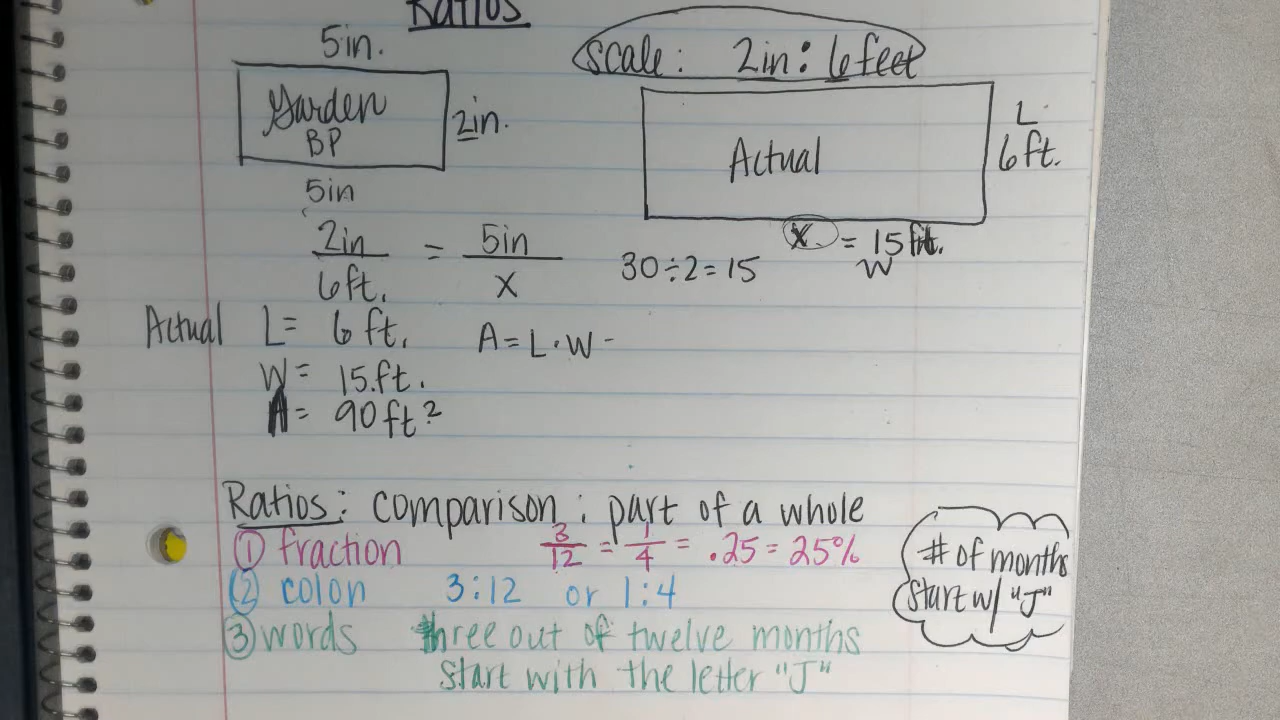 Ratios
5in.
scale: 2in: 6feet
Garden
BP
2in.
Actual
L
6ft.
5in
x = 15ft.
W
2in/6ft. = 5in/x
30÷2=15
Actual L= 6ft. A=L·W-
W= 15.ft.
A= 90ft²
Ratios: comparison: part of a whole
① fraction 3/12 = 1/4 = .25 = 25%
② colon 3:12 or 1:4
③ words three out of twelve months
start with the letter "J"
# of months
start w/ "J"